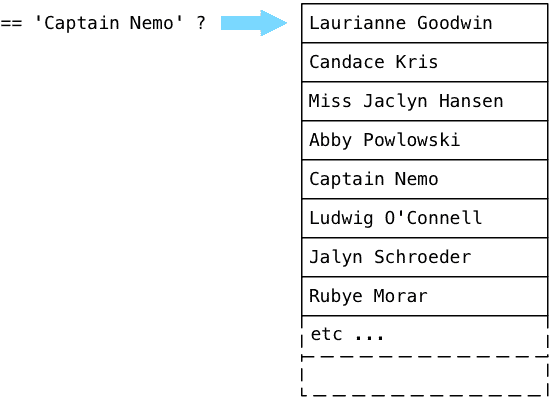 == 'Captain Nemo' ?
Laurianne Goodwin
Candace Kris
Miss Jaclyn Hansen
Abby Powlowski
Captain Nemo
Ludwig O'Connell
Jalyn Schroeder
Rubye Morar
etc ...